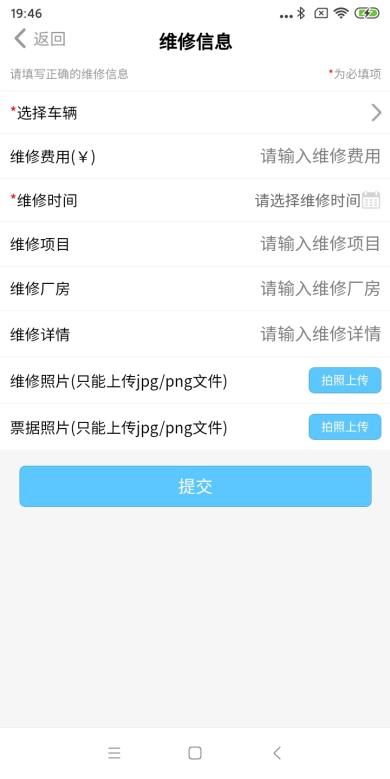 19:46
返回
维修信息
请填写正确的维修信息
*为必填项
*选择车辆
维修费用(￥)
请输入维修费用
*维修时间
请选择维修时间
维修项目
请输入维修项目
维修厂房
请输入维修厂房
维修详情
请输入维修详情
维修照片(只能上传jpg/png文件)
拍照上传
票据照片(只能上传jpg/png文件)
拍照上传
提交